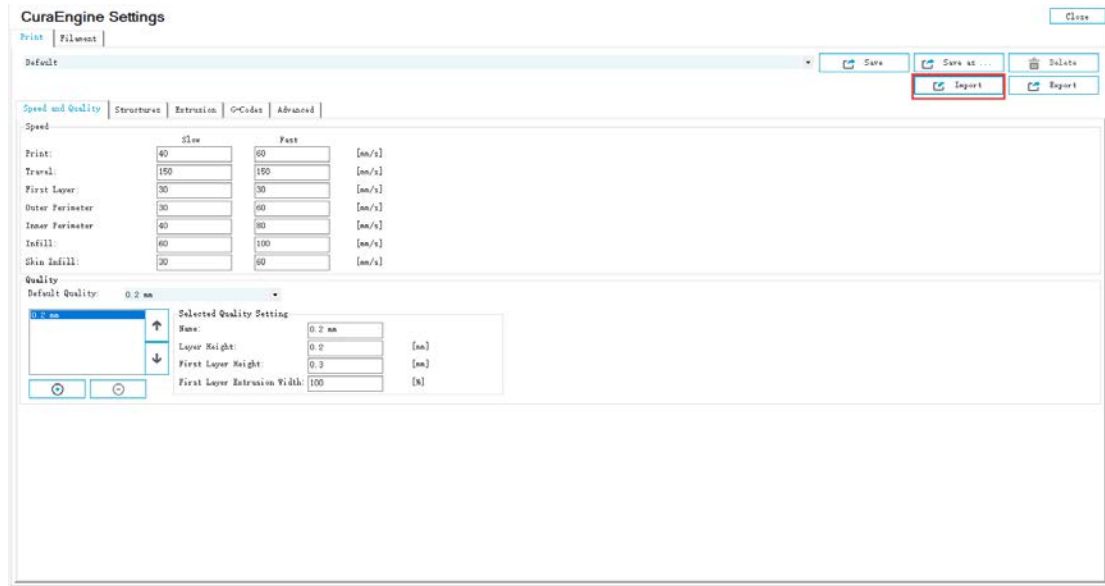 CuraEngine Settings
Close
Print Filament
Default Save Save as ... Delete
Import Export
Speed and Quality Structures Extrusion G-Codes Advanced
Speed
Slow Fast
Print: 40 60 [mm/s]
Travel: 150 150 [mm/s]
First Layer: 30 30 [mm/s]
Outer Perimeter 30 60 [mm/s]
Inner Perimeter 40 80 [mm/s]
Infill: 60 100 [mm/s]
Skin Infill: 30 60 [mm/s]
Quality
Default Quality: 0.2 mm
0.2 mm
Selected Quality Setting
Name: 0.2 mm
Layer Height: 0.2 [mm]
First Layer Height: 0.3 [mm]
First Layer Extrusion Width: 100 [%]